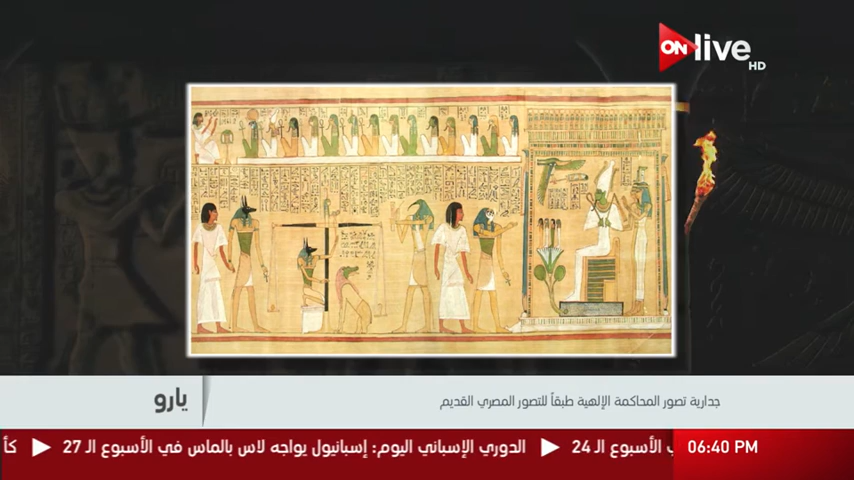 ON live
HD
جدارية تصور المحاكمة الإلهية طبقاً للتصور المصري القديم
يارو
06:40 PM
الأسبوع الـ 24 ◀ الدوري الإسباني اليوم: إسبانيول يواجه لاس بالماس في الأسبوع الـ 27 ◀